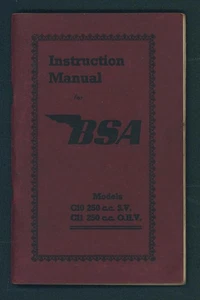 Instruction
Manual
for
BSA
Models
C10 250 c.c. S.V.
C11 250 c.c. O.H.V.